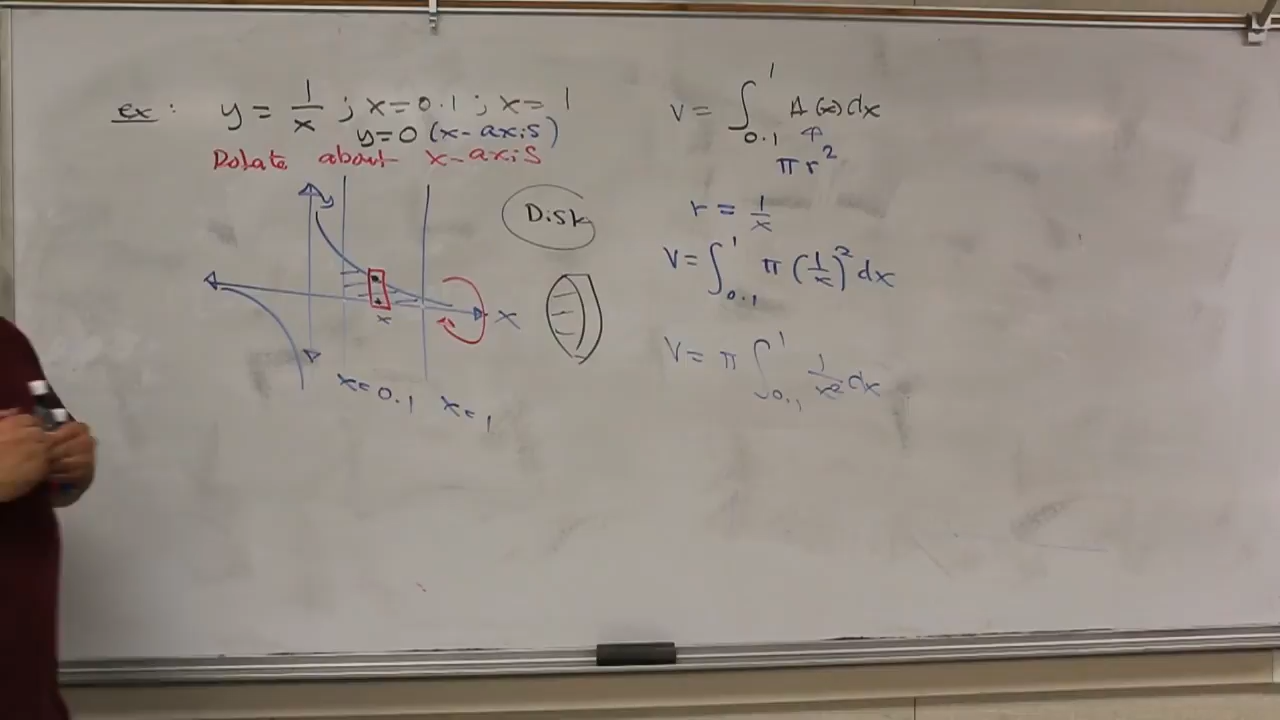 ex: y = 1/x ; x=0.1 ; x=1
y=0 (x-axis)
Rotate about x-axis
y
Disk
x
x
x=0.1
x=1
V = ∫_{0.1}^{1} A(x)dx
πr²
r = 1/x
V = ∫_{0.1}^{1} π(1/x)² dx
V = π ∫_{0.1}^{1} 1/x² dx